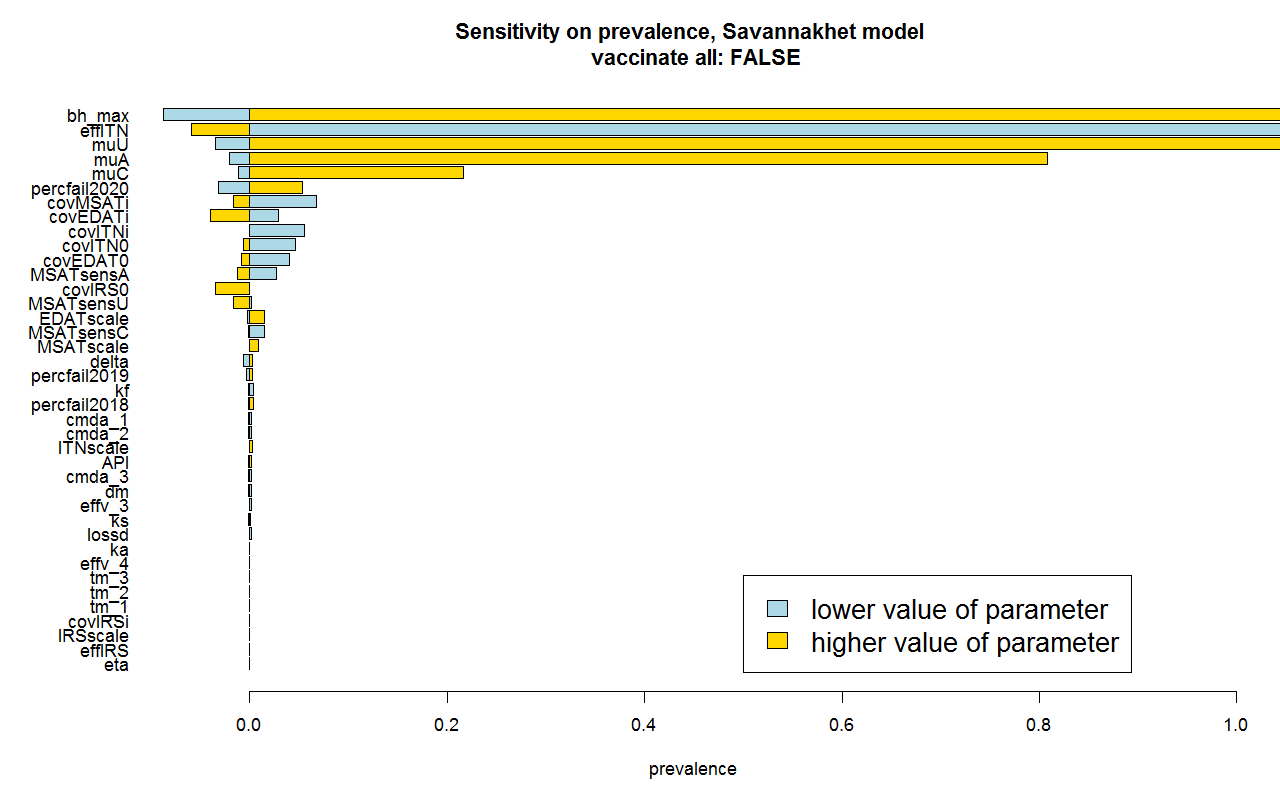 Sensitivity on prevalence, Savannakhet model
vaccinate all: FALSE
bh_max
effITN
muU
muA
muC
percfail2020
covMSATi
covEDATi
covITNi
covITN0
covEDAT0
MSATsensA
covIRS0
MSATsensU
EDATscale
MSATsensC
MSATscale
delta
percfail2019
kf
percfail2018
cmda_1
cmda_2
ITNscale
API
cmda_3
dm
effv_3
ks
lossd
ka
effv_4
tm_3
tm_2
tm_1
covIRSi
IRSscale
effIRS
eta
lower value of parameter
higher value of parameter
0.0 0.2 0.4 0.6 0.8 1.0
prevalence